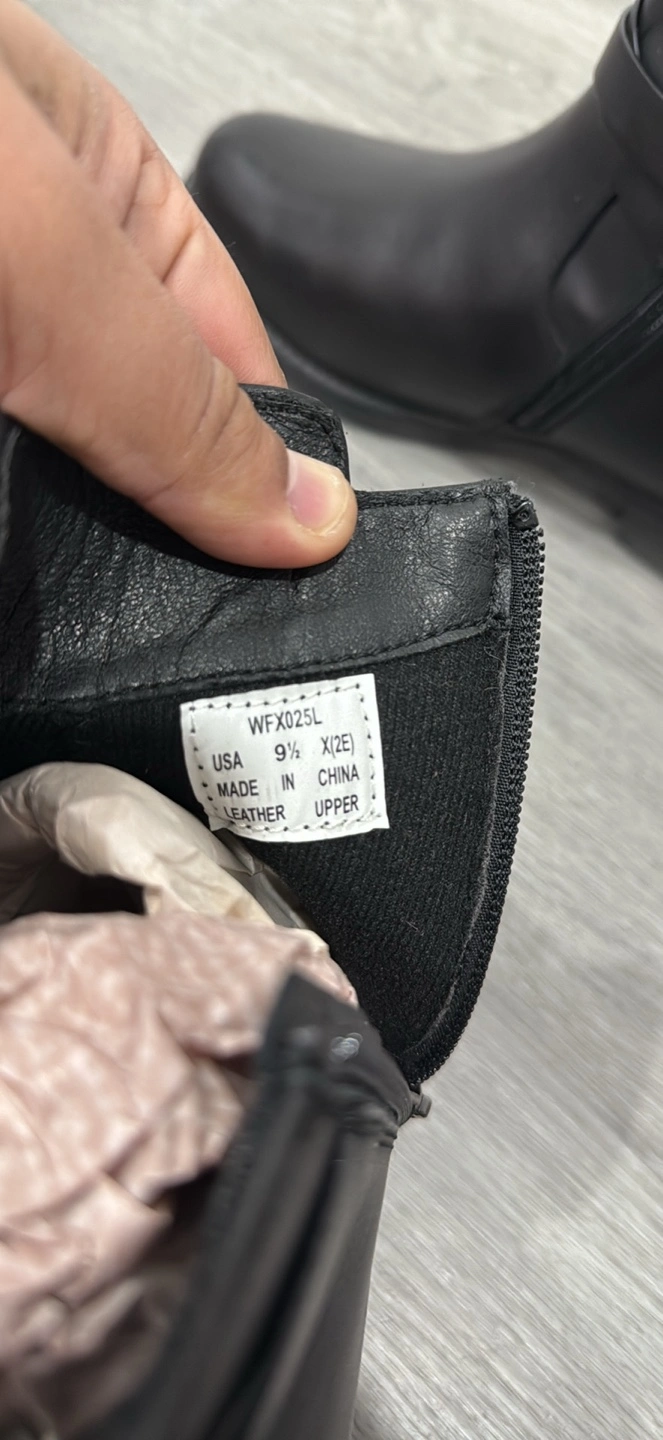 WFX025L
USA 9½ X(2E)
MADE IN CHINA
LEATHER UPPER